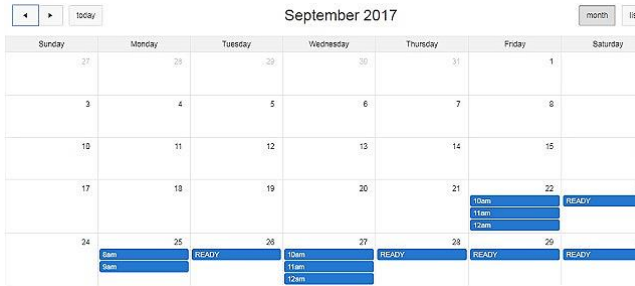 today
September 2017
month
Sunday Monday Tuesday Wednesday Thursday Friday Saturday
27 28 29 30 31 1
3 4 5 6 7 8
10 11 12 13 14 15
17 18 19 20 21 22
10am READY
11am
12am
24 25 26 27 28 29
8am READY 10am READY READY READY
9am 11am
12am